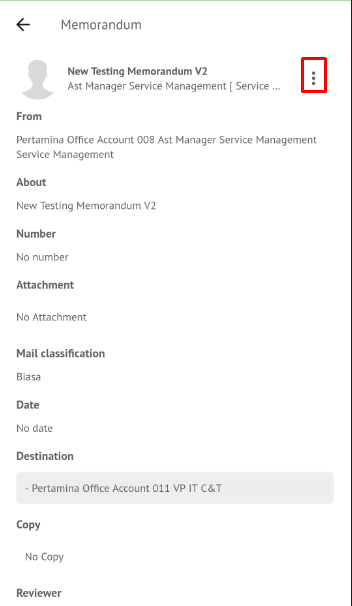 Memorandum
New Testing Memorandum V2
Ast Manager Service Management [ Service ...
From
Pertamina Office Account 008 Ast Manager Service Management
Service Management
About
New Testing Memorandum V2
Number
No number
Attachment
No Attachment
Mail classification
Biasa
Date
No date
Destination
- Pertamina Office Account 011 VP IT C&T
Copy
No Copy
Reviewer